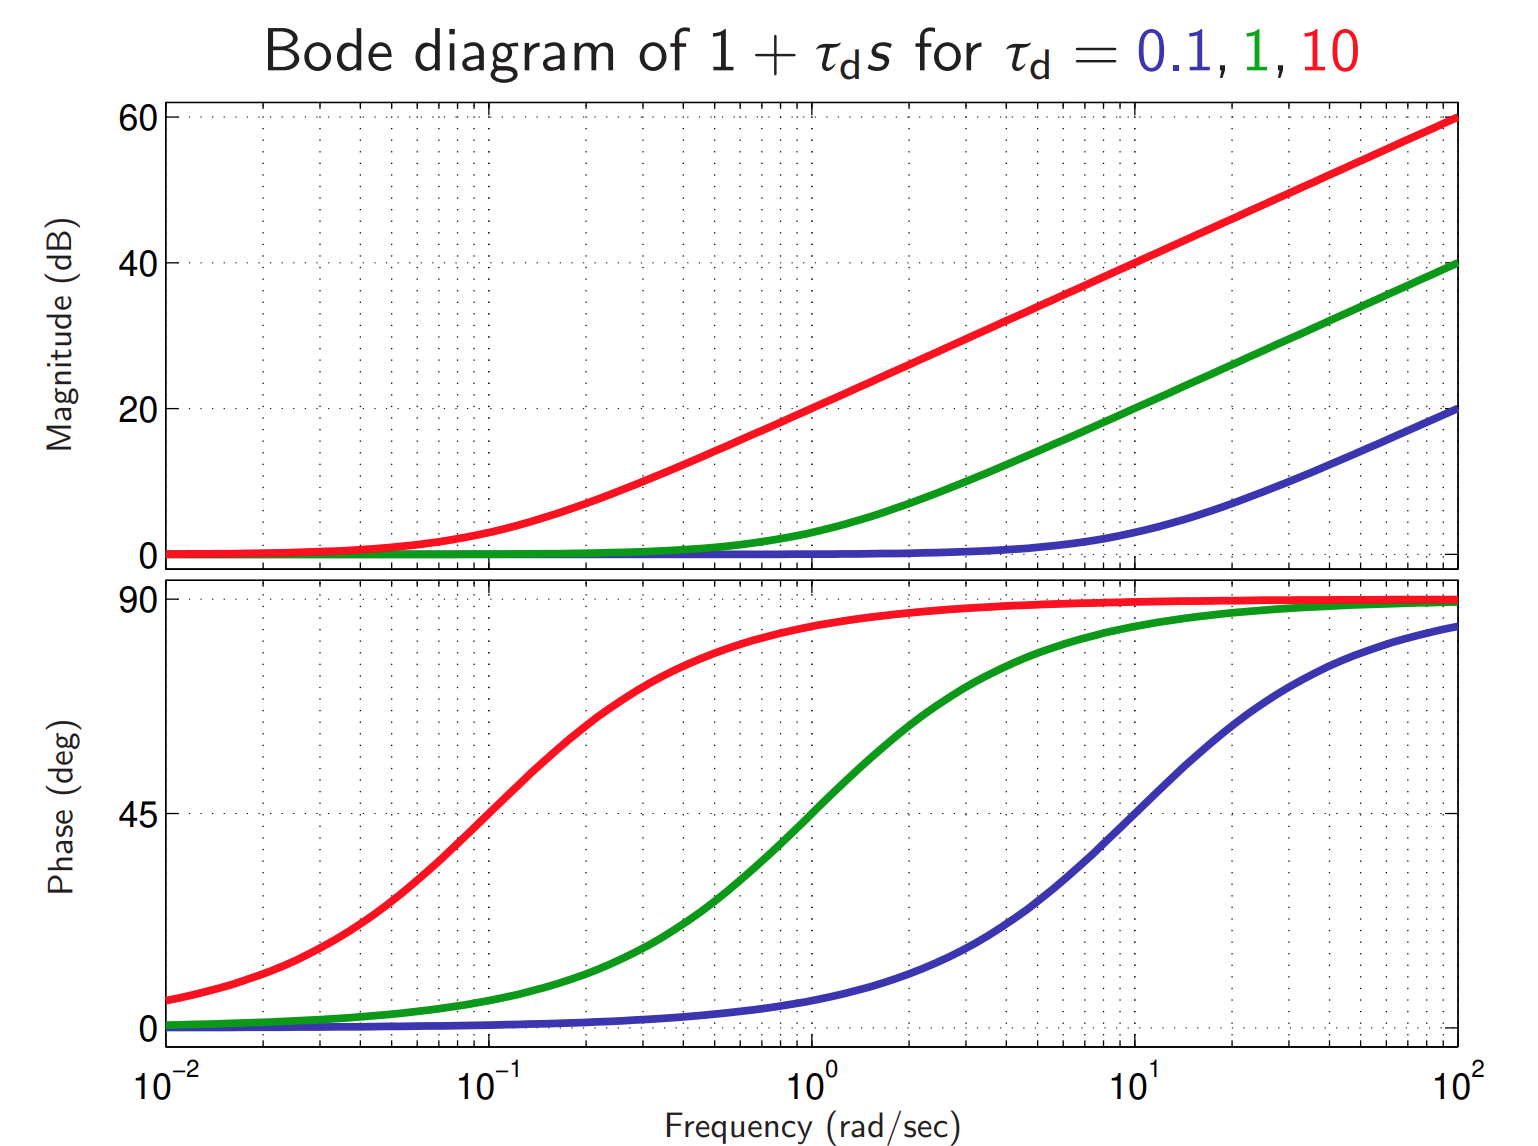 Bode diagram of 1 + τ_d s for τ_d = 0.1, 1, 10
Magnitude (dB)
60
40
20
0
Phase (deg)
90
45
0
10^−2 10^−1 10^0 10^1 10^2
Frequency (rad/sec)